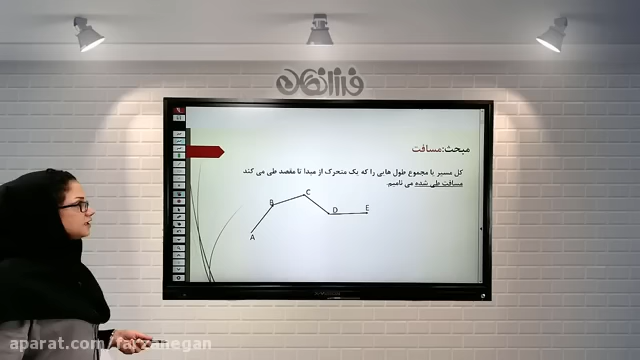 فرزانگان
مبحث:مسافت
کل مسیر یا مجموع طول هایی را که یک متحرک از مبدا تا مقصد طی می کند
مسافت طی شده می نامیم.
A
B
C
D
E
aparat.com/farzanegan